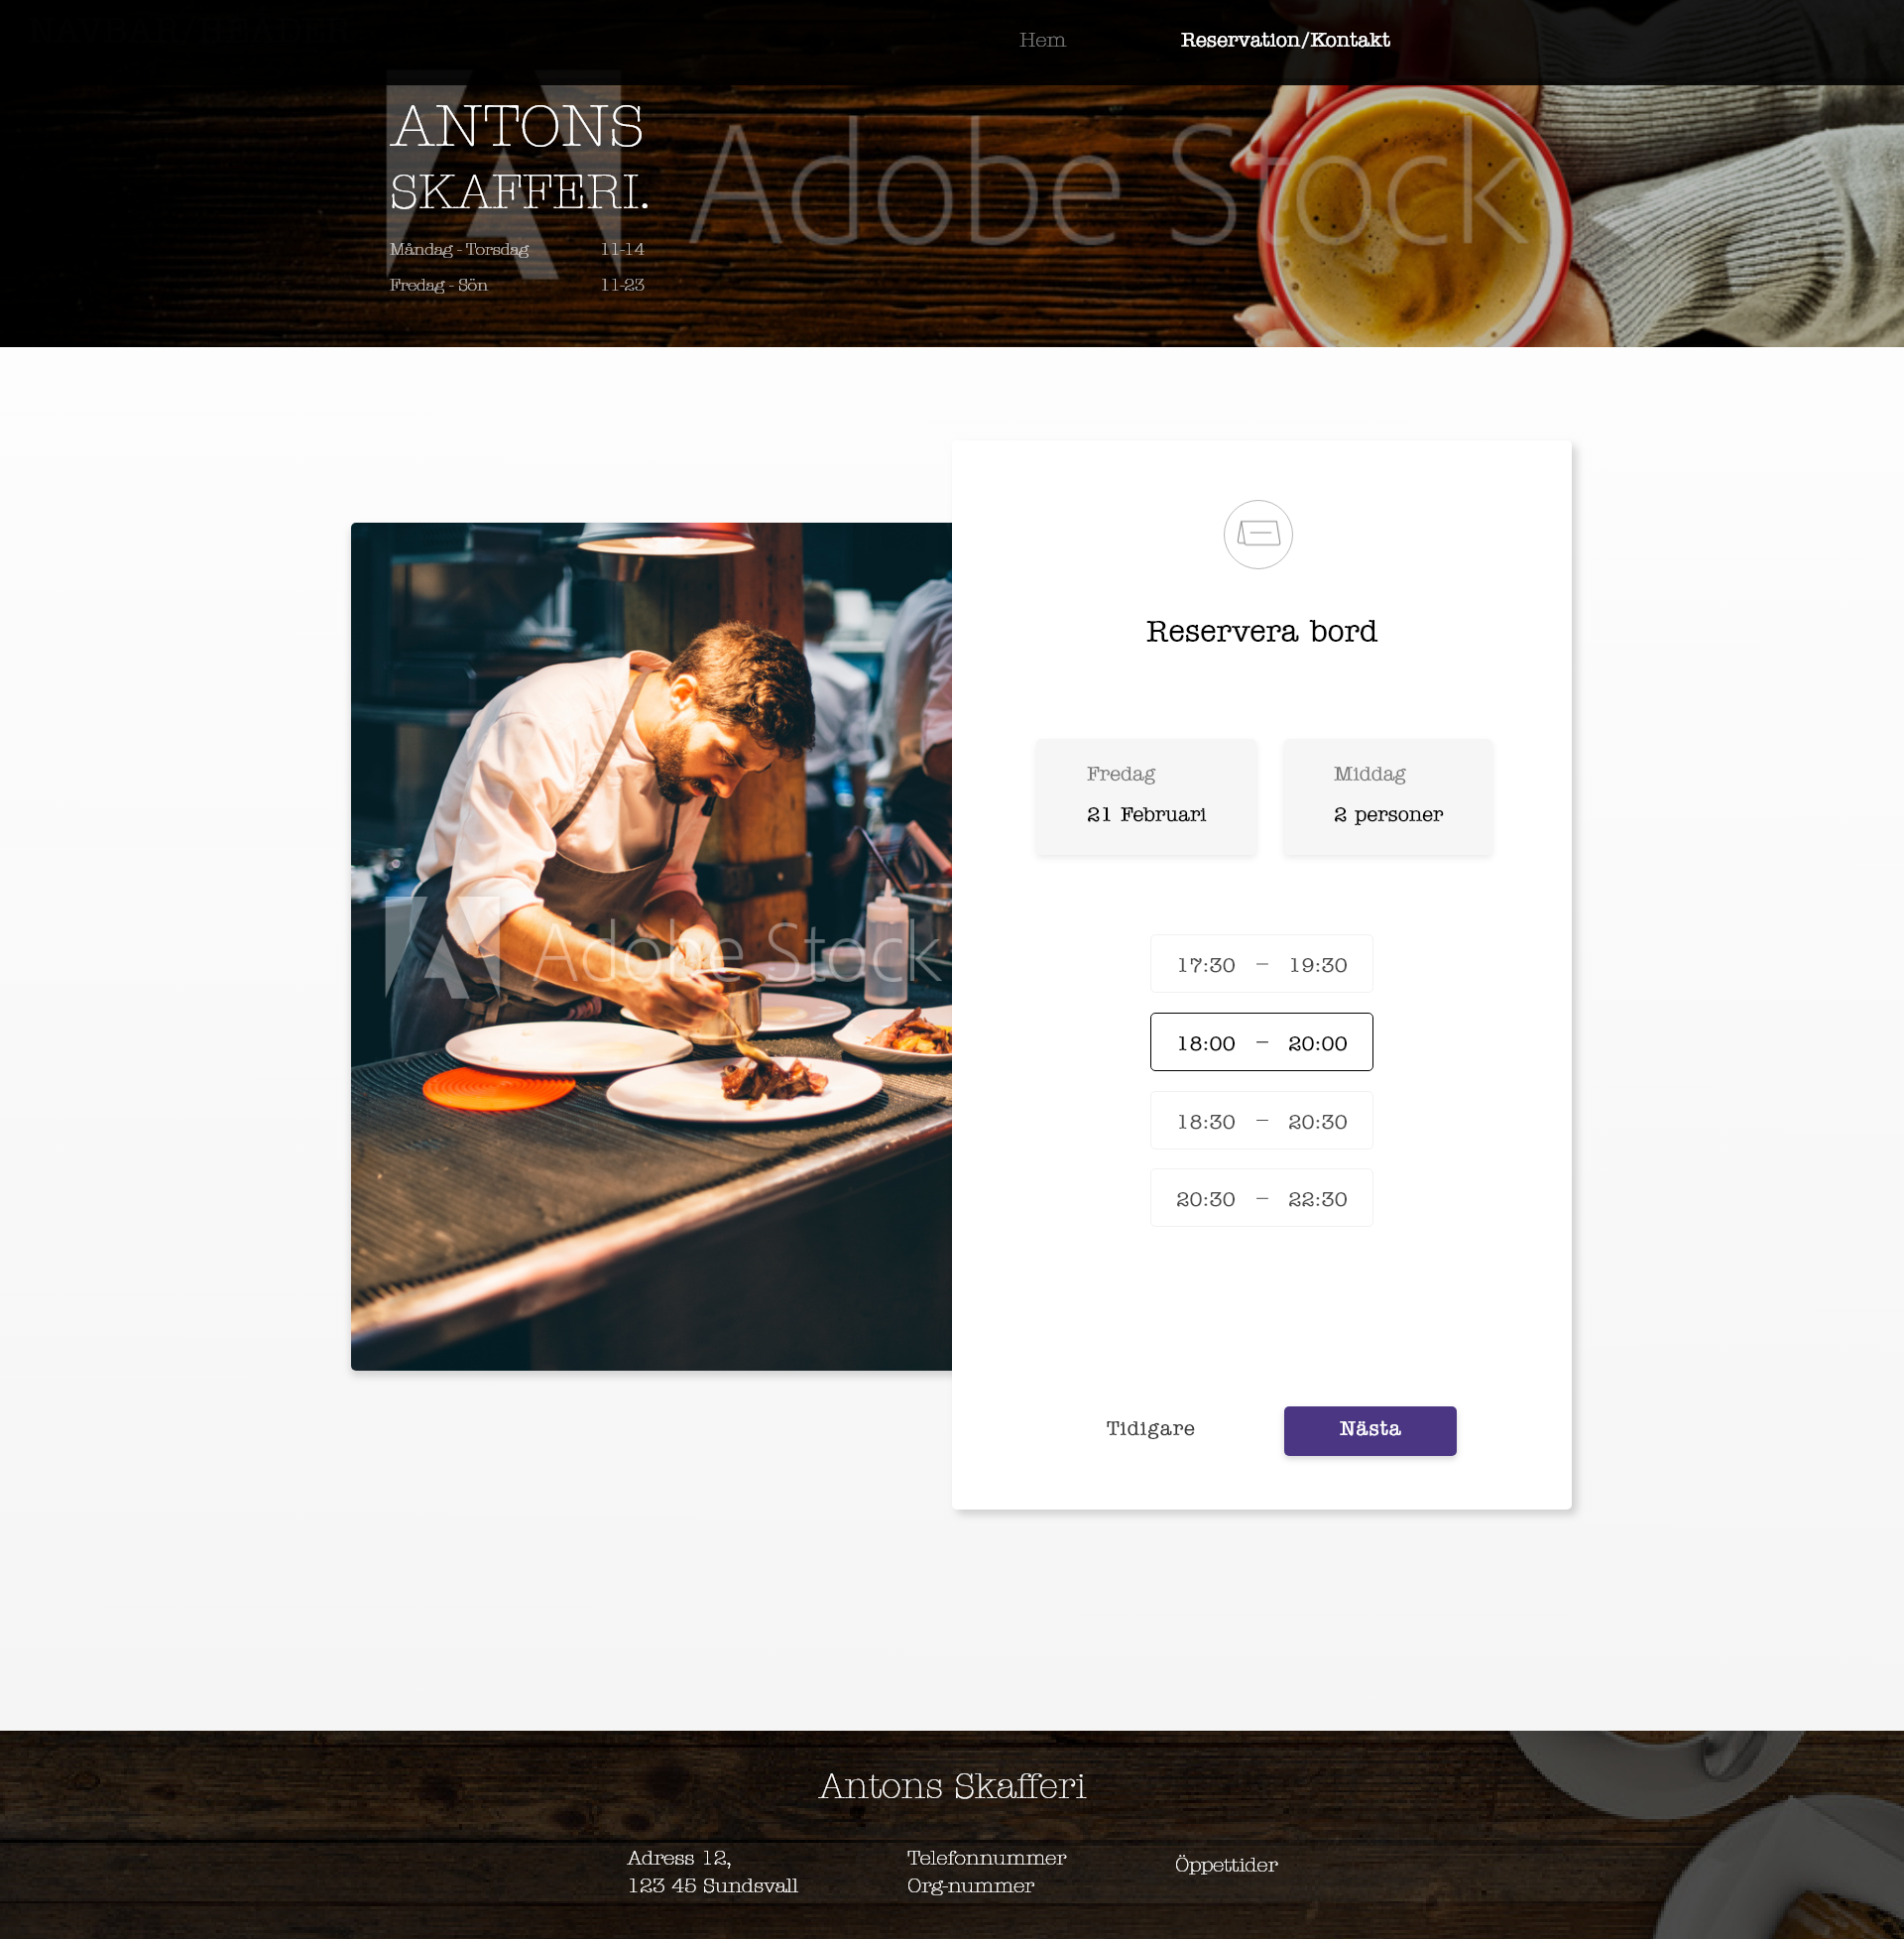 Hem Reservation/Kontakt
ANTONS
SKAFFERI.
Adobe Stock
Måndag - Torsdag 11-14
Fredag - Sön 11-23
Reservera bord
Fredag
21 Februari
Middag
2 personer
Adobe Stock
17:30 – 19:30
18:00 – 20:00
18:30 – 20:30
20:30 – 22:30
Tidigare Nästa
Antons Skafferi
Adress 12,
123 45 Sundsvall
Telefonnummer
Org-nummer
Öppettider